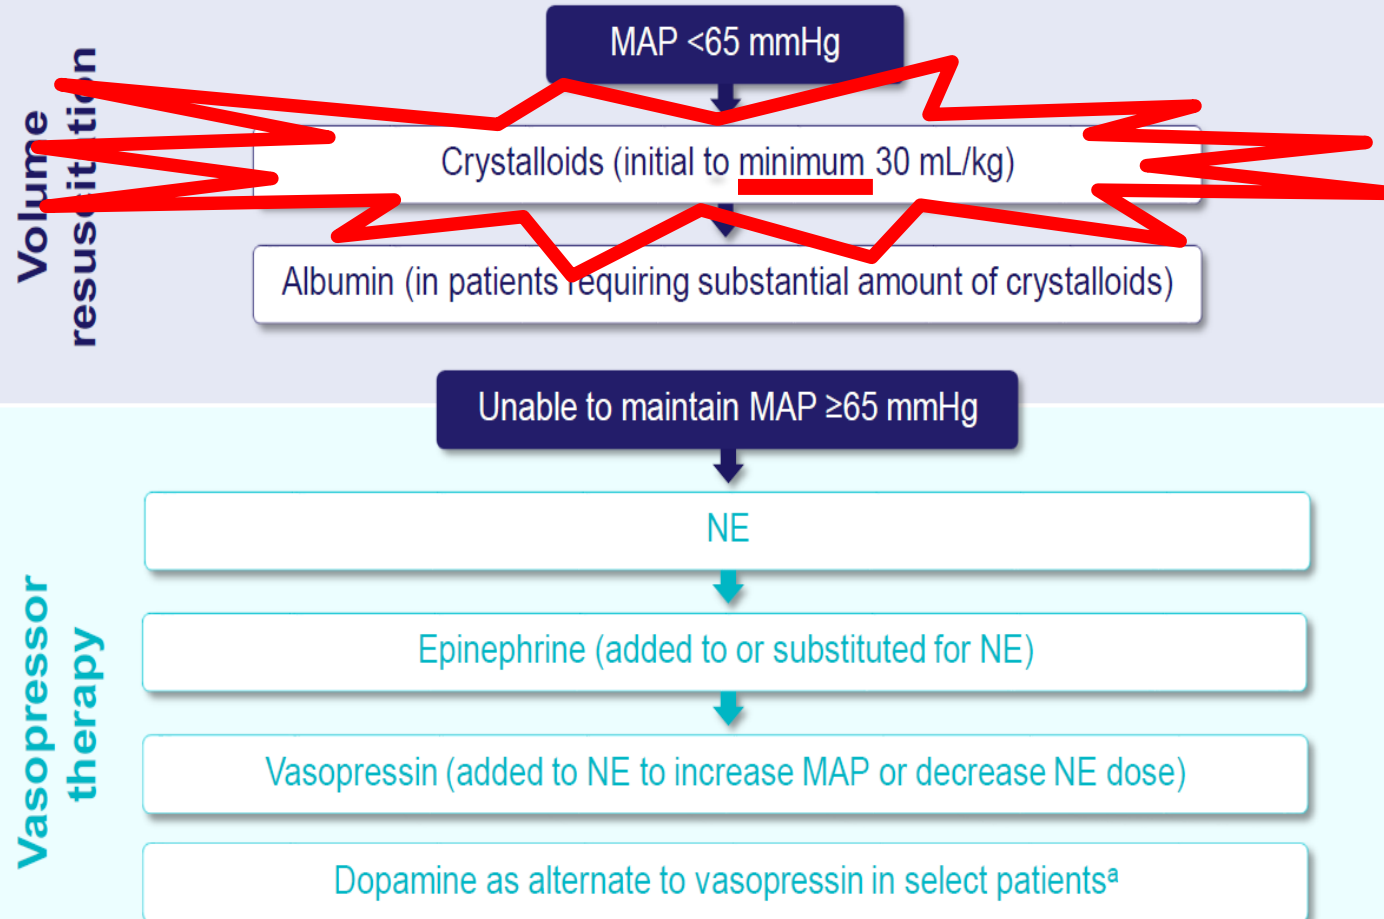 MAP <65 mmHg
Volume
resuscitation
Crystalloids (initial to minimum 30 mL/kg)
Albumin (in patients requiring substantial amount of crystalloids)
Unable to maintain MAP ≥65 mmHg
Vasopressor
therapy
NE
Epinephrine (added to or substituted for NE)
Vasopressin (added to NE to increase MAP or decrease NE dose)
Dopamine as alternate to vasopressin in select patientsᵃ